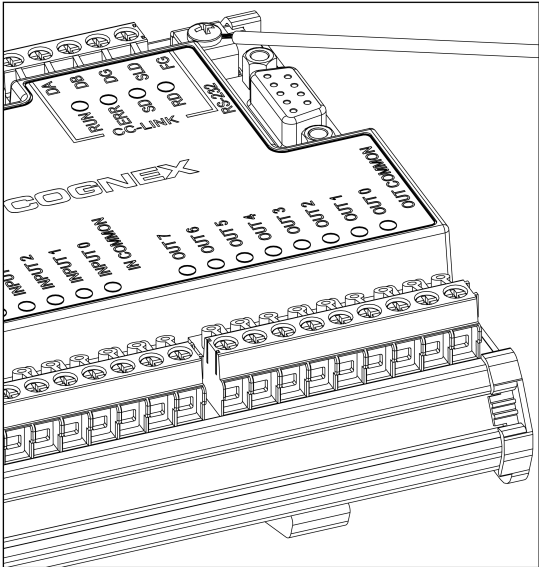 DA
DB
DG
SLD
FG
RUN
ERR
SD
RD
CC-LINK
RS-232
COGNEX
INPUT 2
INPUT 1
INPUT 0
IN COMMON
OUT 7
OUT 6
OUT 5
OUT 4
OUT 3
OUT 2
OUT 1
OUT 0
OUT COMMON